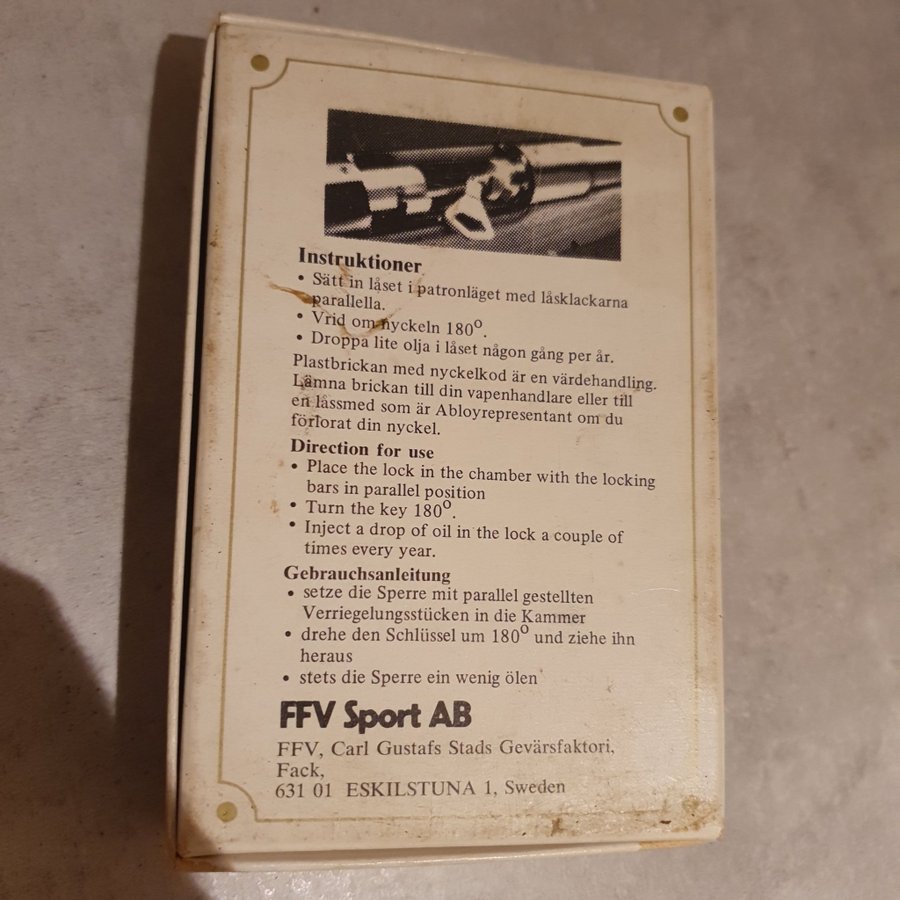 Instruktioner
• Sätt in låset i patronläget med låsklackarna
parallella.
• Vrid om nyckeln 180º.
• Droppa lite olja i låset någon gång per år.
Plastbrickan med nyckelkod är en värdehandling.
Lämna brickan till din vapenhandlare eller till
en låssmed som är Abloyrepresentant om du
förlorat din nyckel.
Direction for use
• Place the lock in the chamber with the locking
bars in parallel position
• Turn the key 180º.
• Inject a drop of oil in the lock a couple of
times every year.
Gebrauchsanleitung
• setze die Sperre mit parallel gestellten
Verriegelungsstücken in die Kammer
• drehe den Schlüssel um 180º und ziehe ihn
heraus
• stets die Sperre ein wenig ölen
FFV Sport AB
FFV, Carl Gustafs Stads Gevärsfaktori,
Fack,
631 01 ESKILSTUNA 1, Sweden